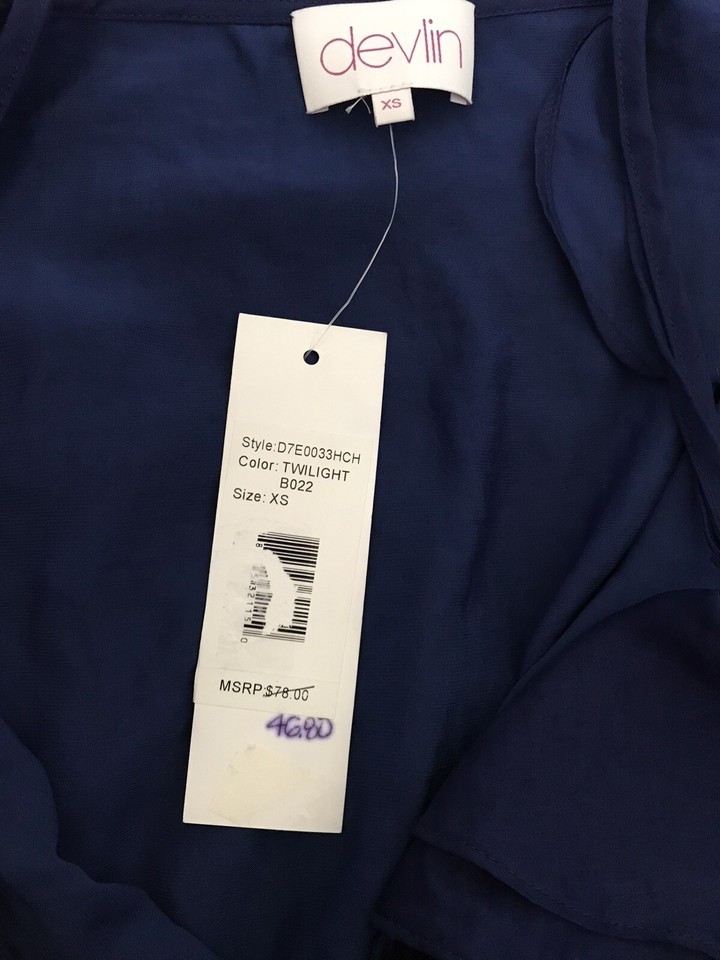 devlin
XS
Style:D7E0033HCH
Color: TWILIGHT
B022
Size: XS
MSRP:$78.00
46.80